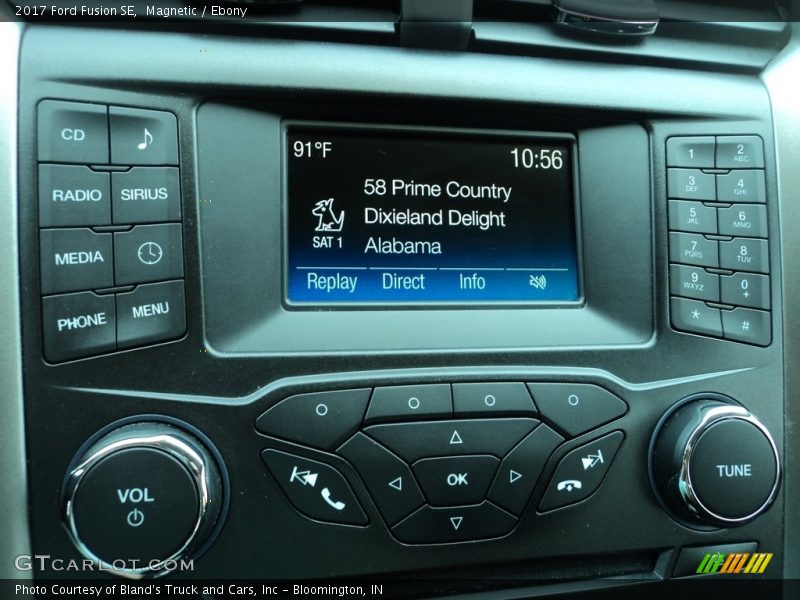 2017 Ford Fusion SE,  Magnetic / Ebony
CD
RADIO
SIRIUS
MEDIA
PHONE
MENU
91°F
10:56
58 Prime Country
Dixieland Delight
SAT 1
Alabama
Replay
Direct
Info
1
2
ABC
3
DEF
4
GHI
5
JKL
6
MNO
7
PQRS
8
TUV
9
WXYZ
0
+
*
#
VOL
OK
TUNE
GTCARLOT.COM
Photo Courtesy of Bland's Truck and Cars, Inc – Bloomington, IN